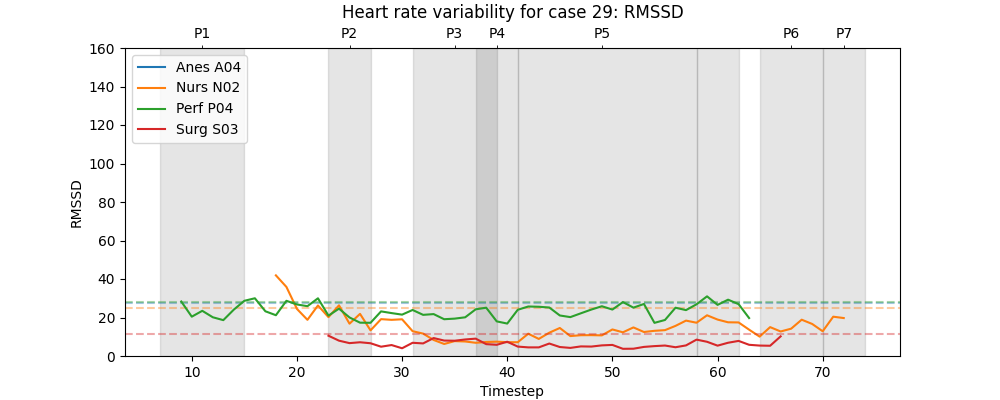 Heart rate variability for case 29: RMSSD
P1 P2 P3 P4 P5 P6 P7
160
140
120
100
80
60
40
20
0
RMSSD
Anes A04
Nurs N02
Perf P04
Surg S03
10 20 30 40 50 60 70
Timestep